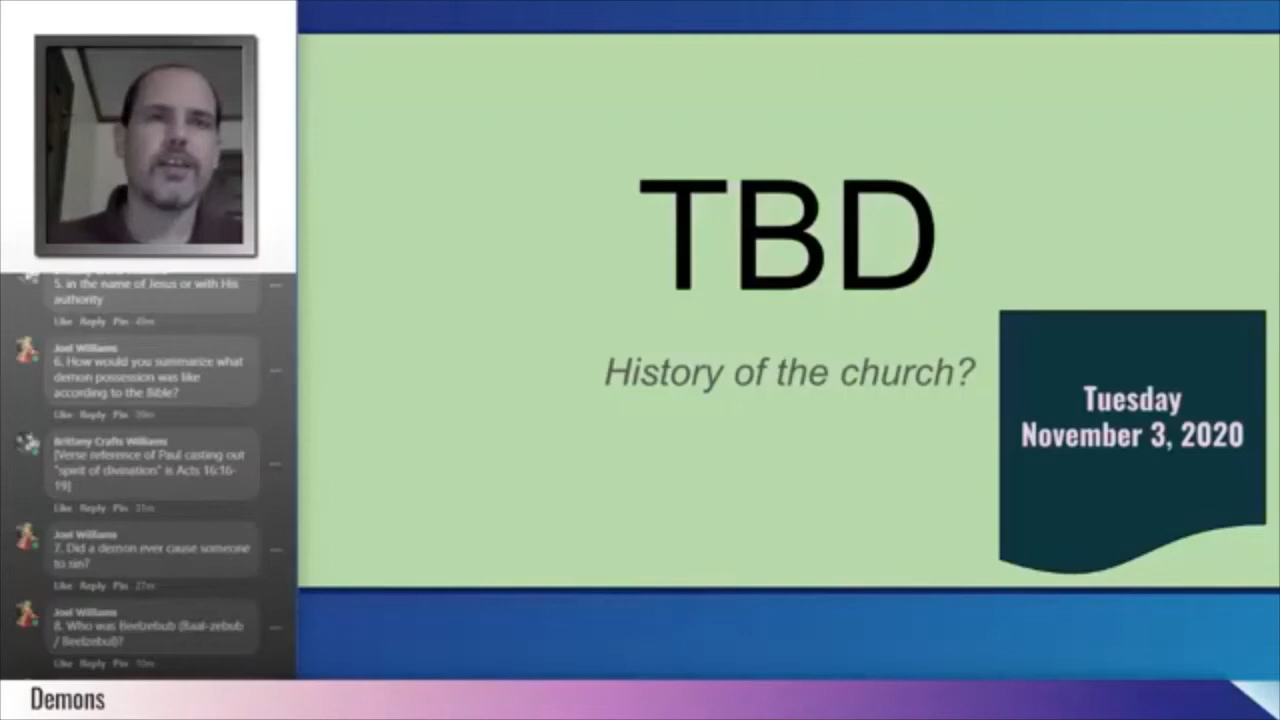 5. in the name of Jesus or with His
authority
Like Reply Pin
Joel Williams
6. How would you summarize what
demon possession was like
according to the Bible?
Like Reply Pin
Brittany Crafts Williams
[Verse reference of Paul casting out
"spirit of divination" is Acts 16:16-
19]
Like Reply Pin
Joel Williams
7. Did a demon ever cause someone
to sin?
Like Reply Pin 27m
Joel Williams
8. Who was Beelzebub (Baal-zebub
/ Beelzebul)?
Like Reply Pin 10m
TBD
History of the church?
Tuesday
November 3, 2020
Demons